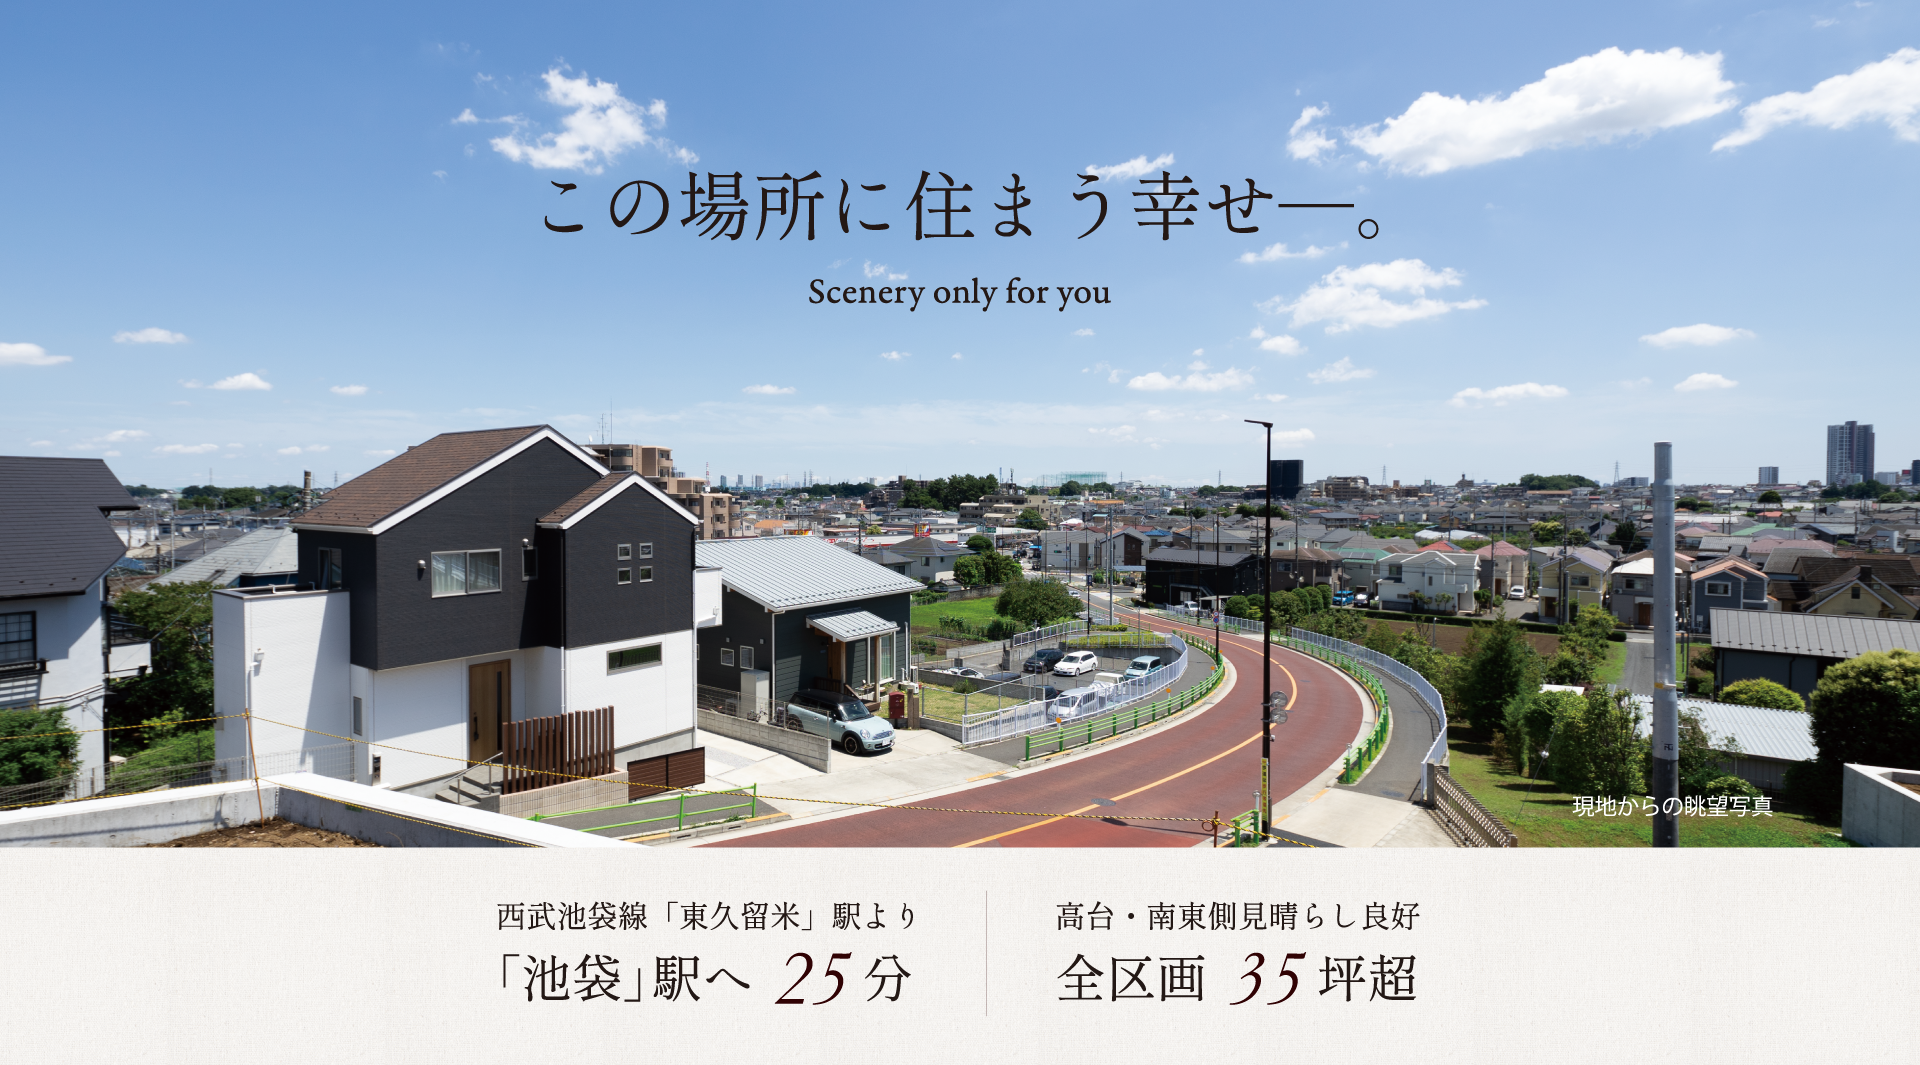 この場所に住まう幸せ―。
Scenery only for you
現地からの眺望写真
西武池袋線「東久留米」駅より
「池袋」駅へ 25分
高台・南東側見晴らし良好
全区画 35坪超